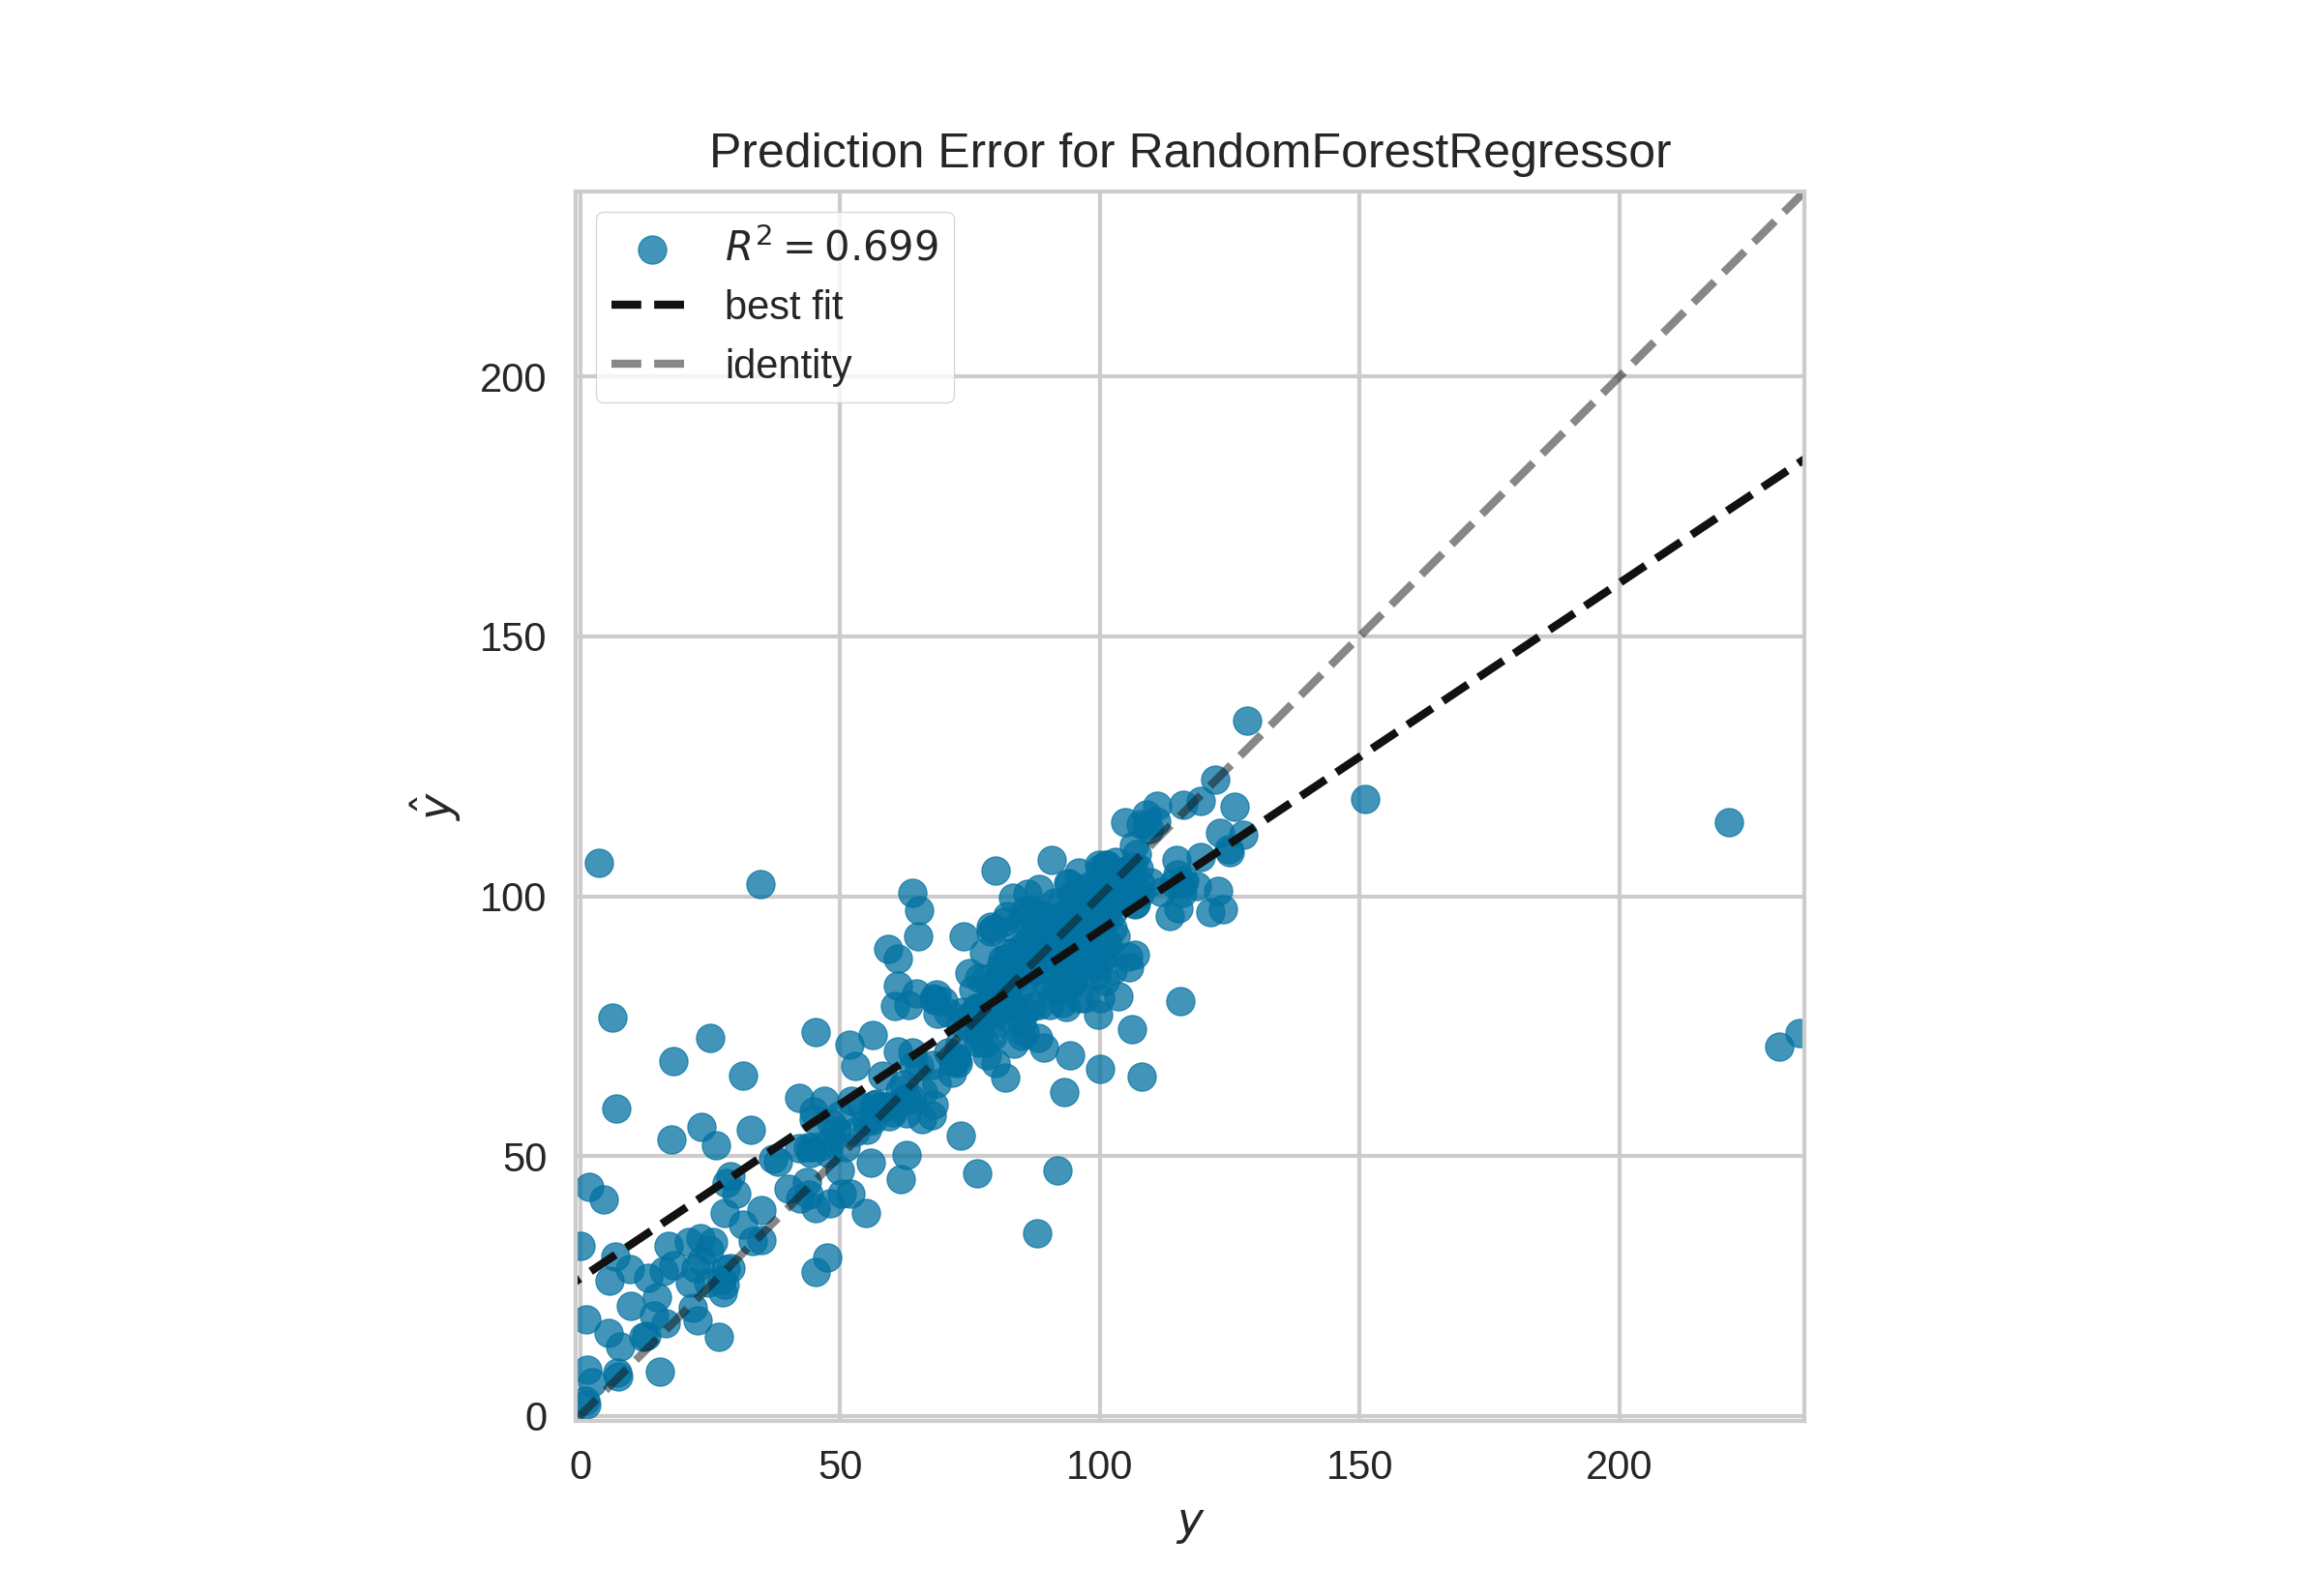 Prediction Error for RandomForestRegressor
R² = 0.699
best fit
identity
200
150
100
50
0
ŷ
0 50 100 150 200
y